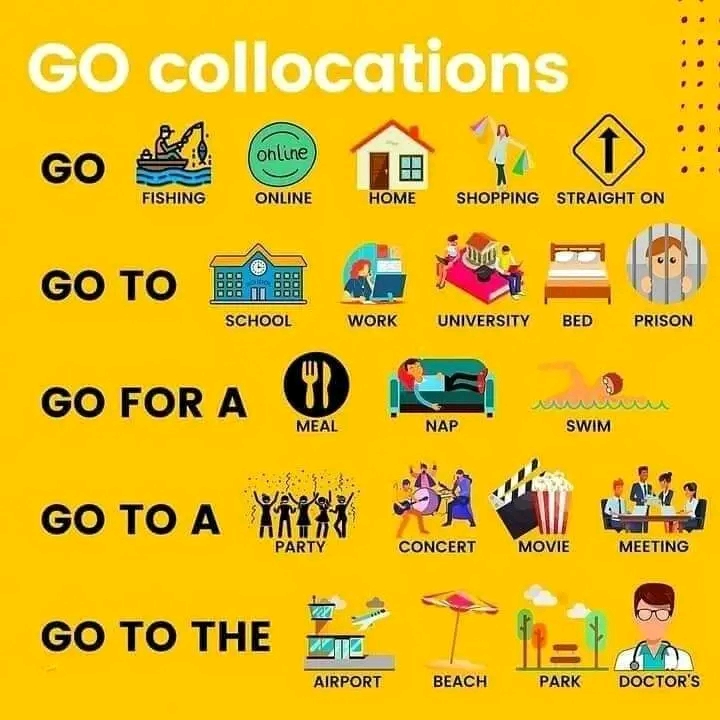 GO collocations
GO
online
FISHING ONLINE HOME SHOPPING STRAIGHT ON
GO TO
SCHOOL WORK UNIVERSITY BED PRISON
GO FOR A
MEAL NAP SWIM
GO TO A
PARTY CONCERT MOVIE MEETING
GO TO THE
AIRPORT BEACH PARK DOCTOR'S